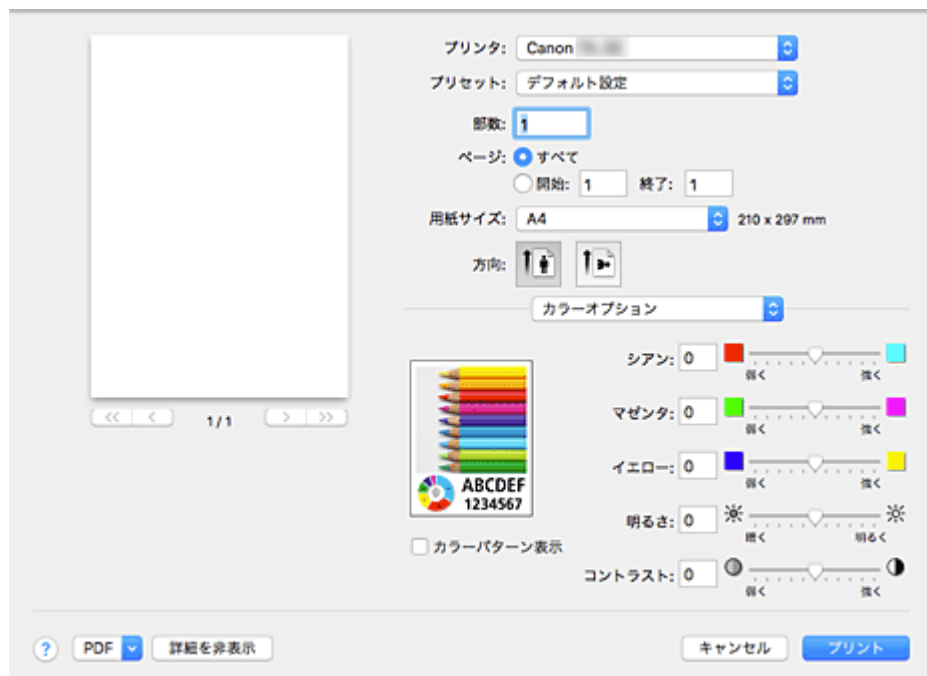 プリンタ: Canon
プリセット: デフォルト設定
部数: 1
ページ: すべて
開始: 1 終了: 1
用紙サイズ: A4 210 x 297 mm
方向:
カラーオプション
1/1
シアン: 0
弱く 強く
マゼンタ: 0
弱く 強く
イエロー: 0
弱く 強く
ABCDEF
1234567
明るさ: 0
暗く 明るく
カラーパターン表示
コントラスト: 0
弱く 強く
? PDF 詳細を非表示 キャンセル プリント